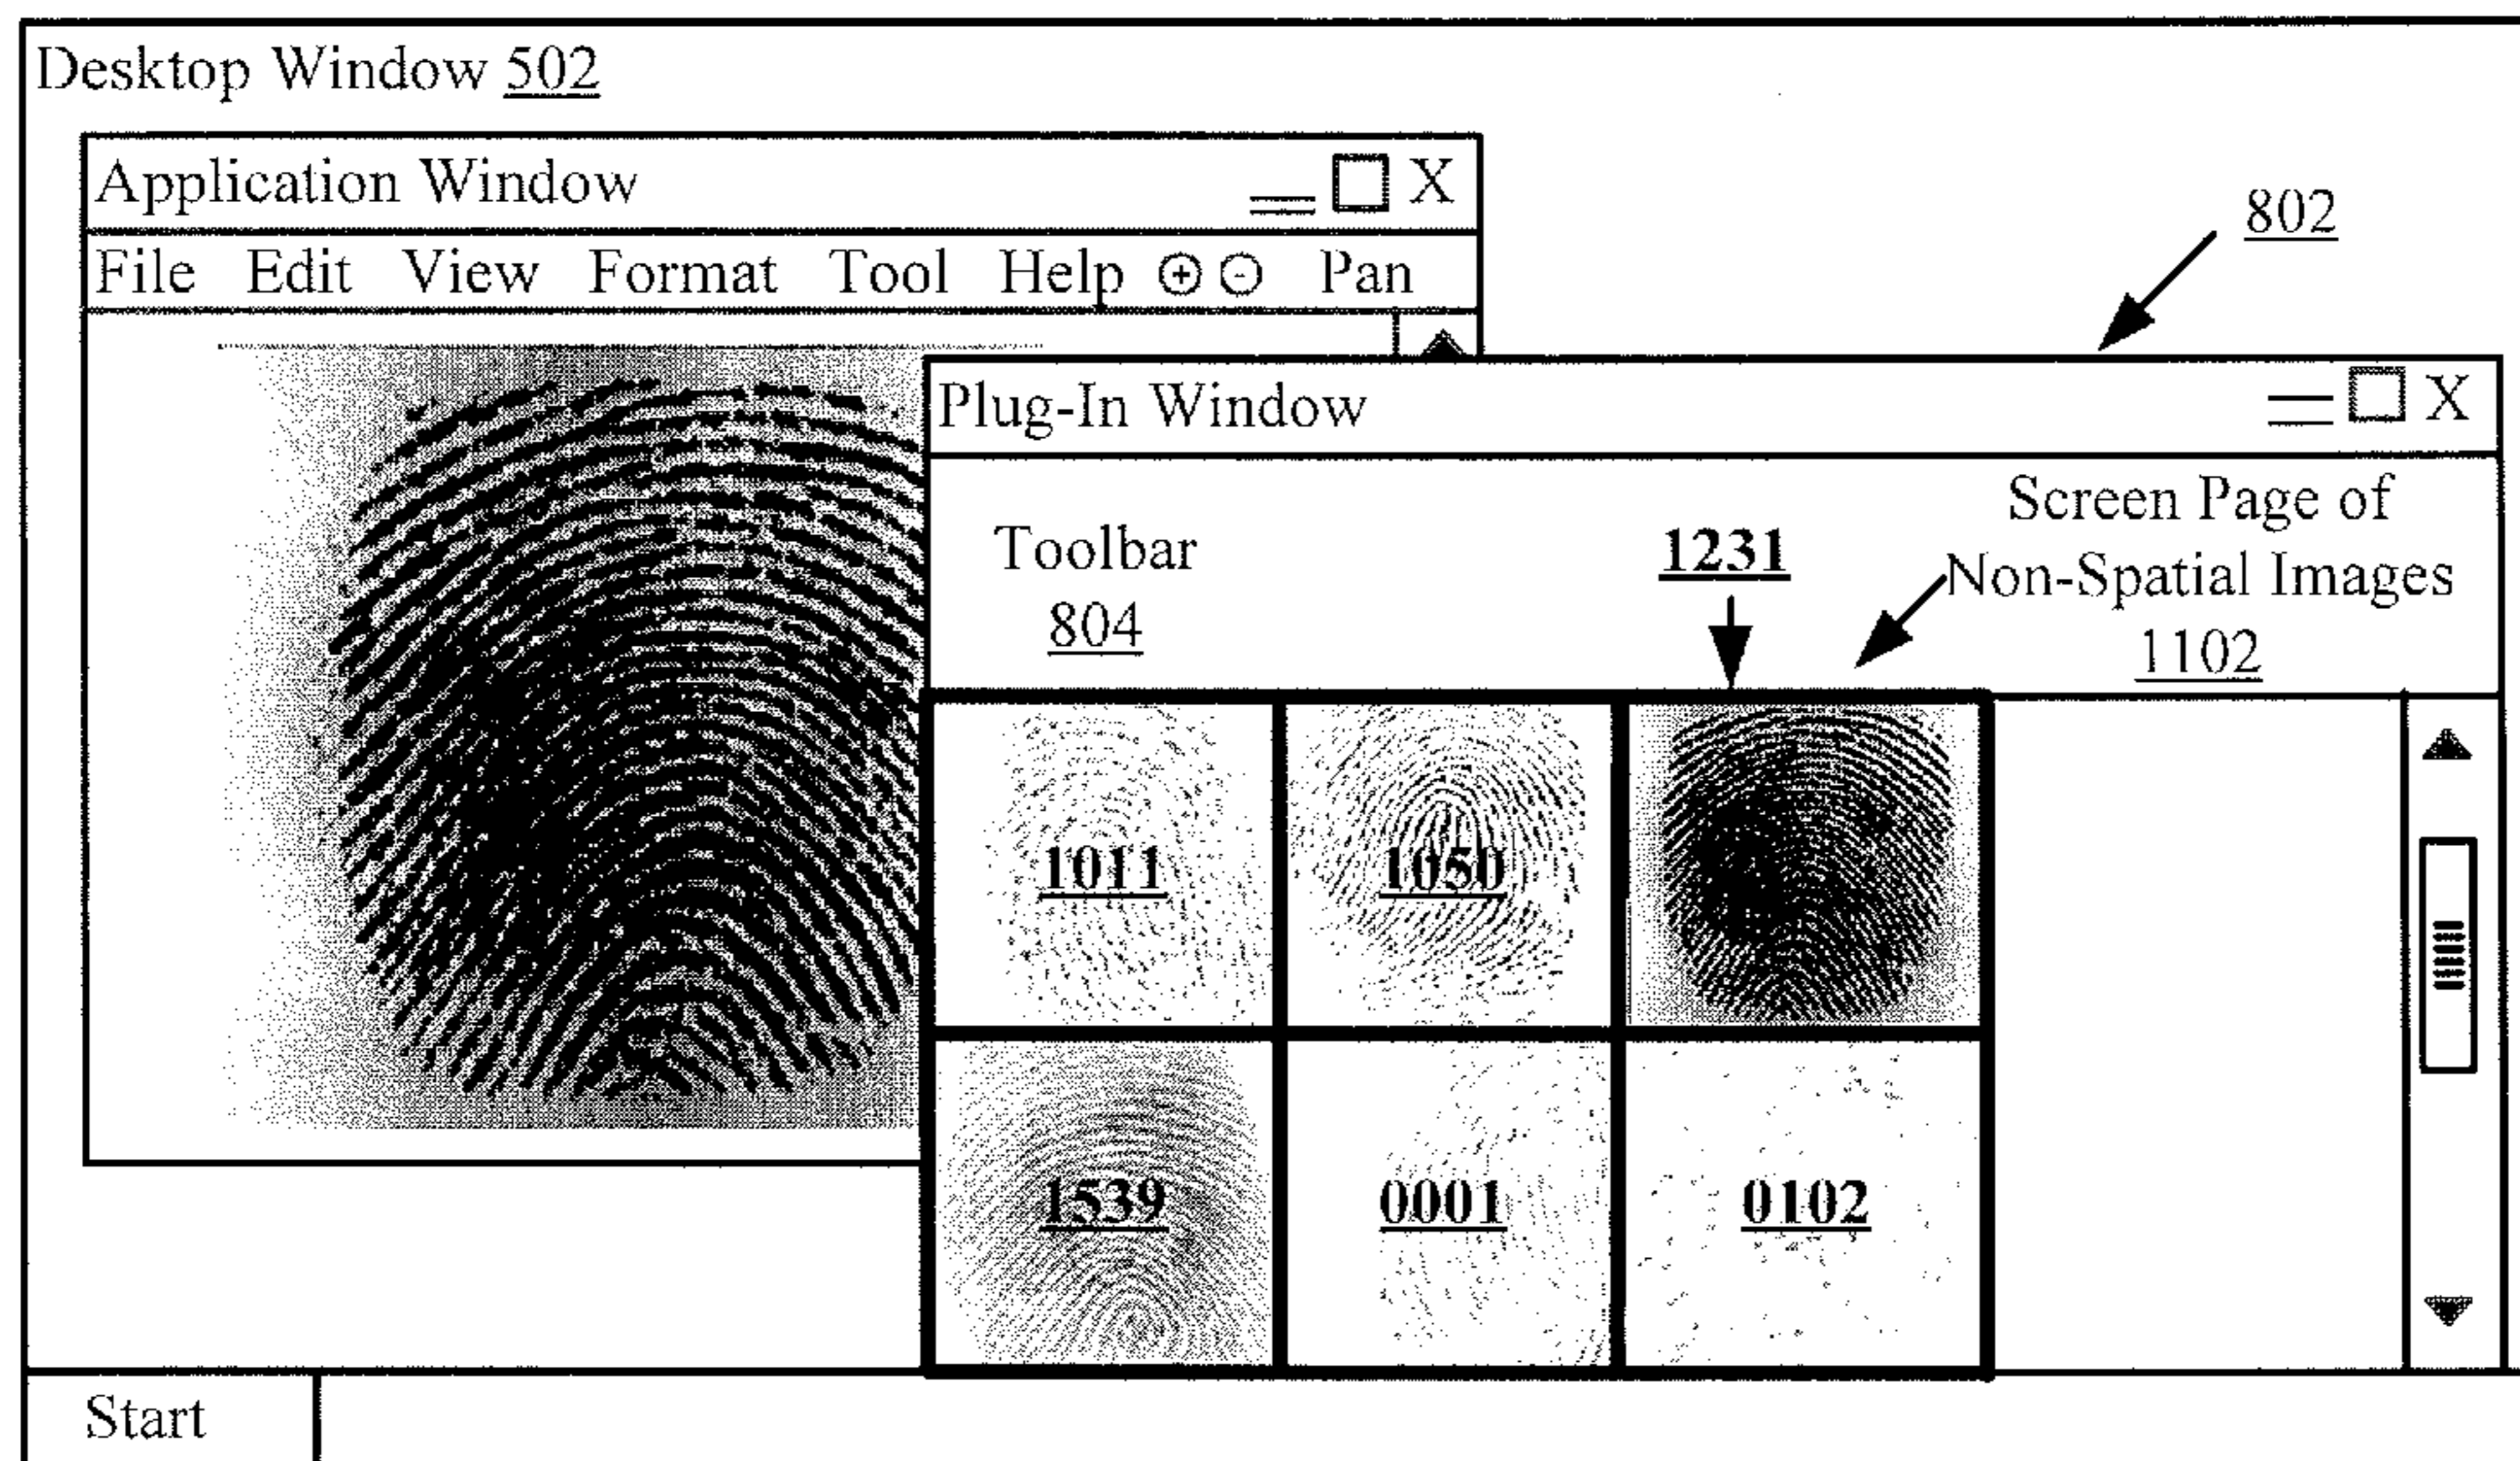 Desktop Window 502
Application Window X
File Edit View Format Tool Help + - Pan
802
Plug-In Window X
Toolbar
804
1231
Screen Page of
Non-Spatial Images
1102
1011 1050
1539 0001 0102
Start